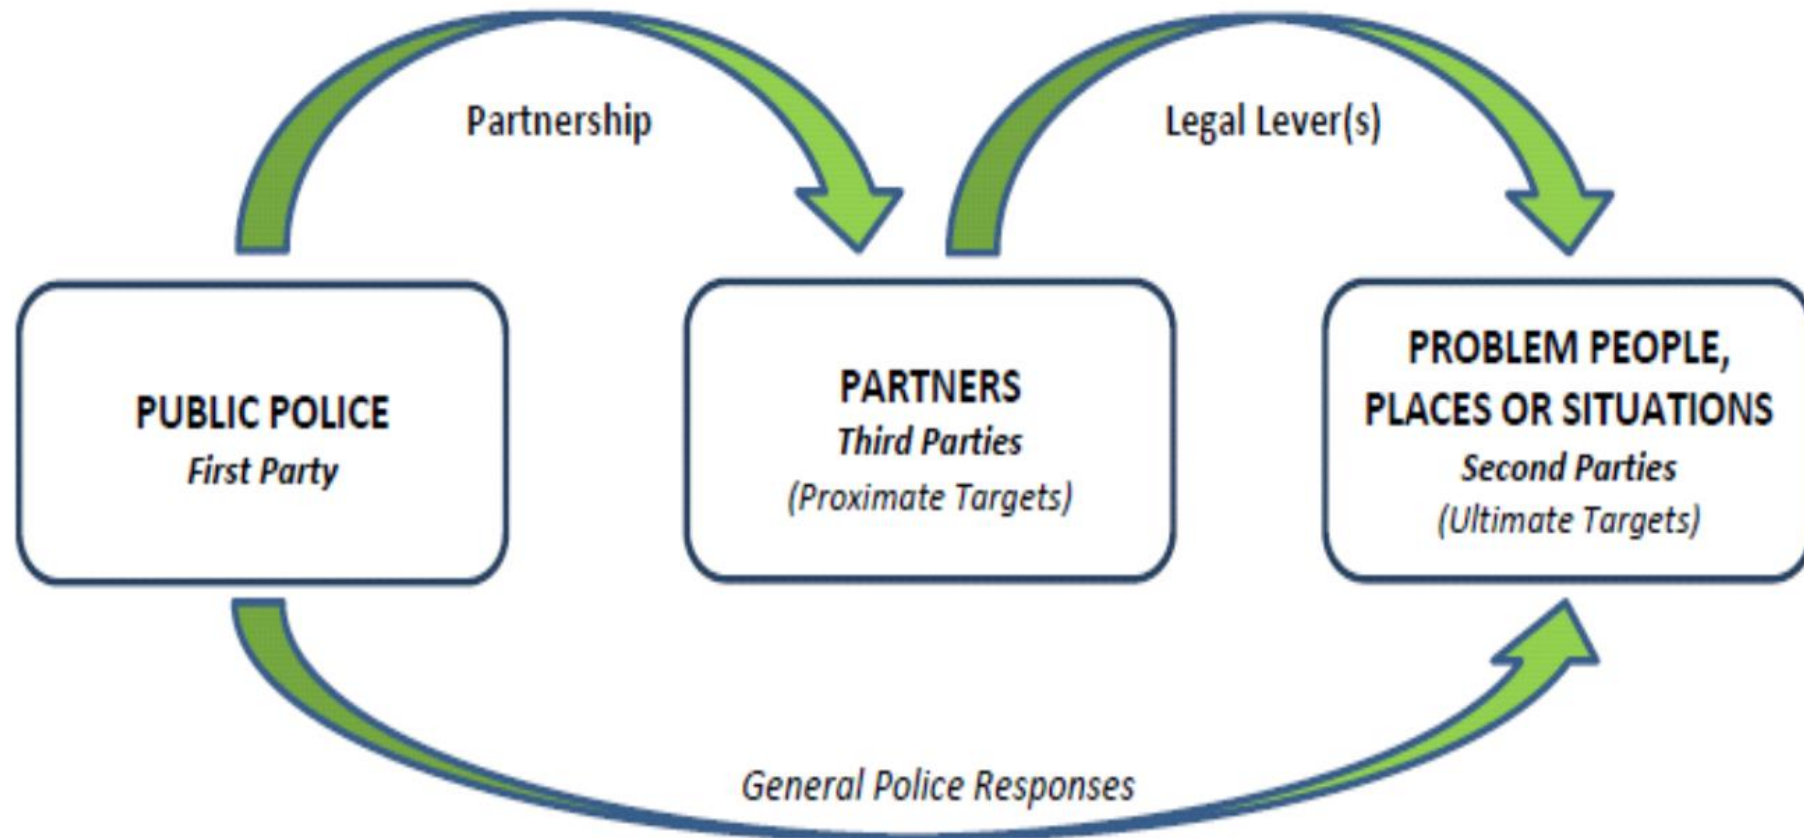 Partnership
Legal Lever(s)
PUBLIC POLICE
First Party
PARTNERS
Third Parties
(Proximate Targets)
PROBLEM PEOPLE,
PLACES OR SITUATIONS
Second Parties
(Ultimate Targets)
General Police Responses